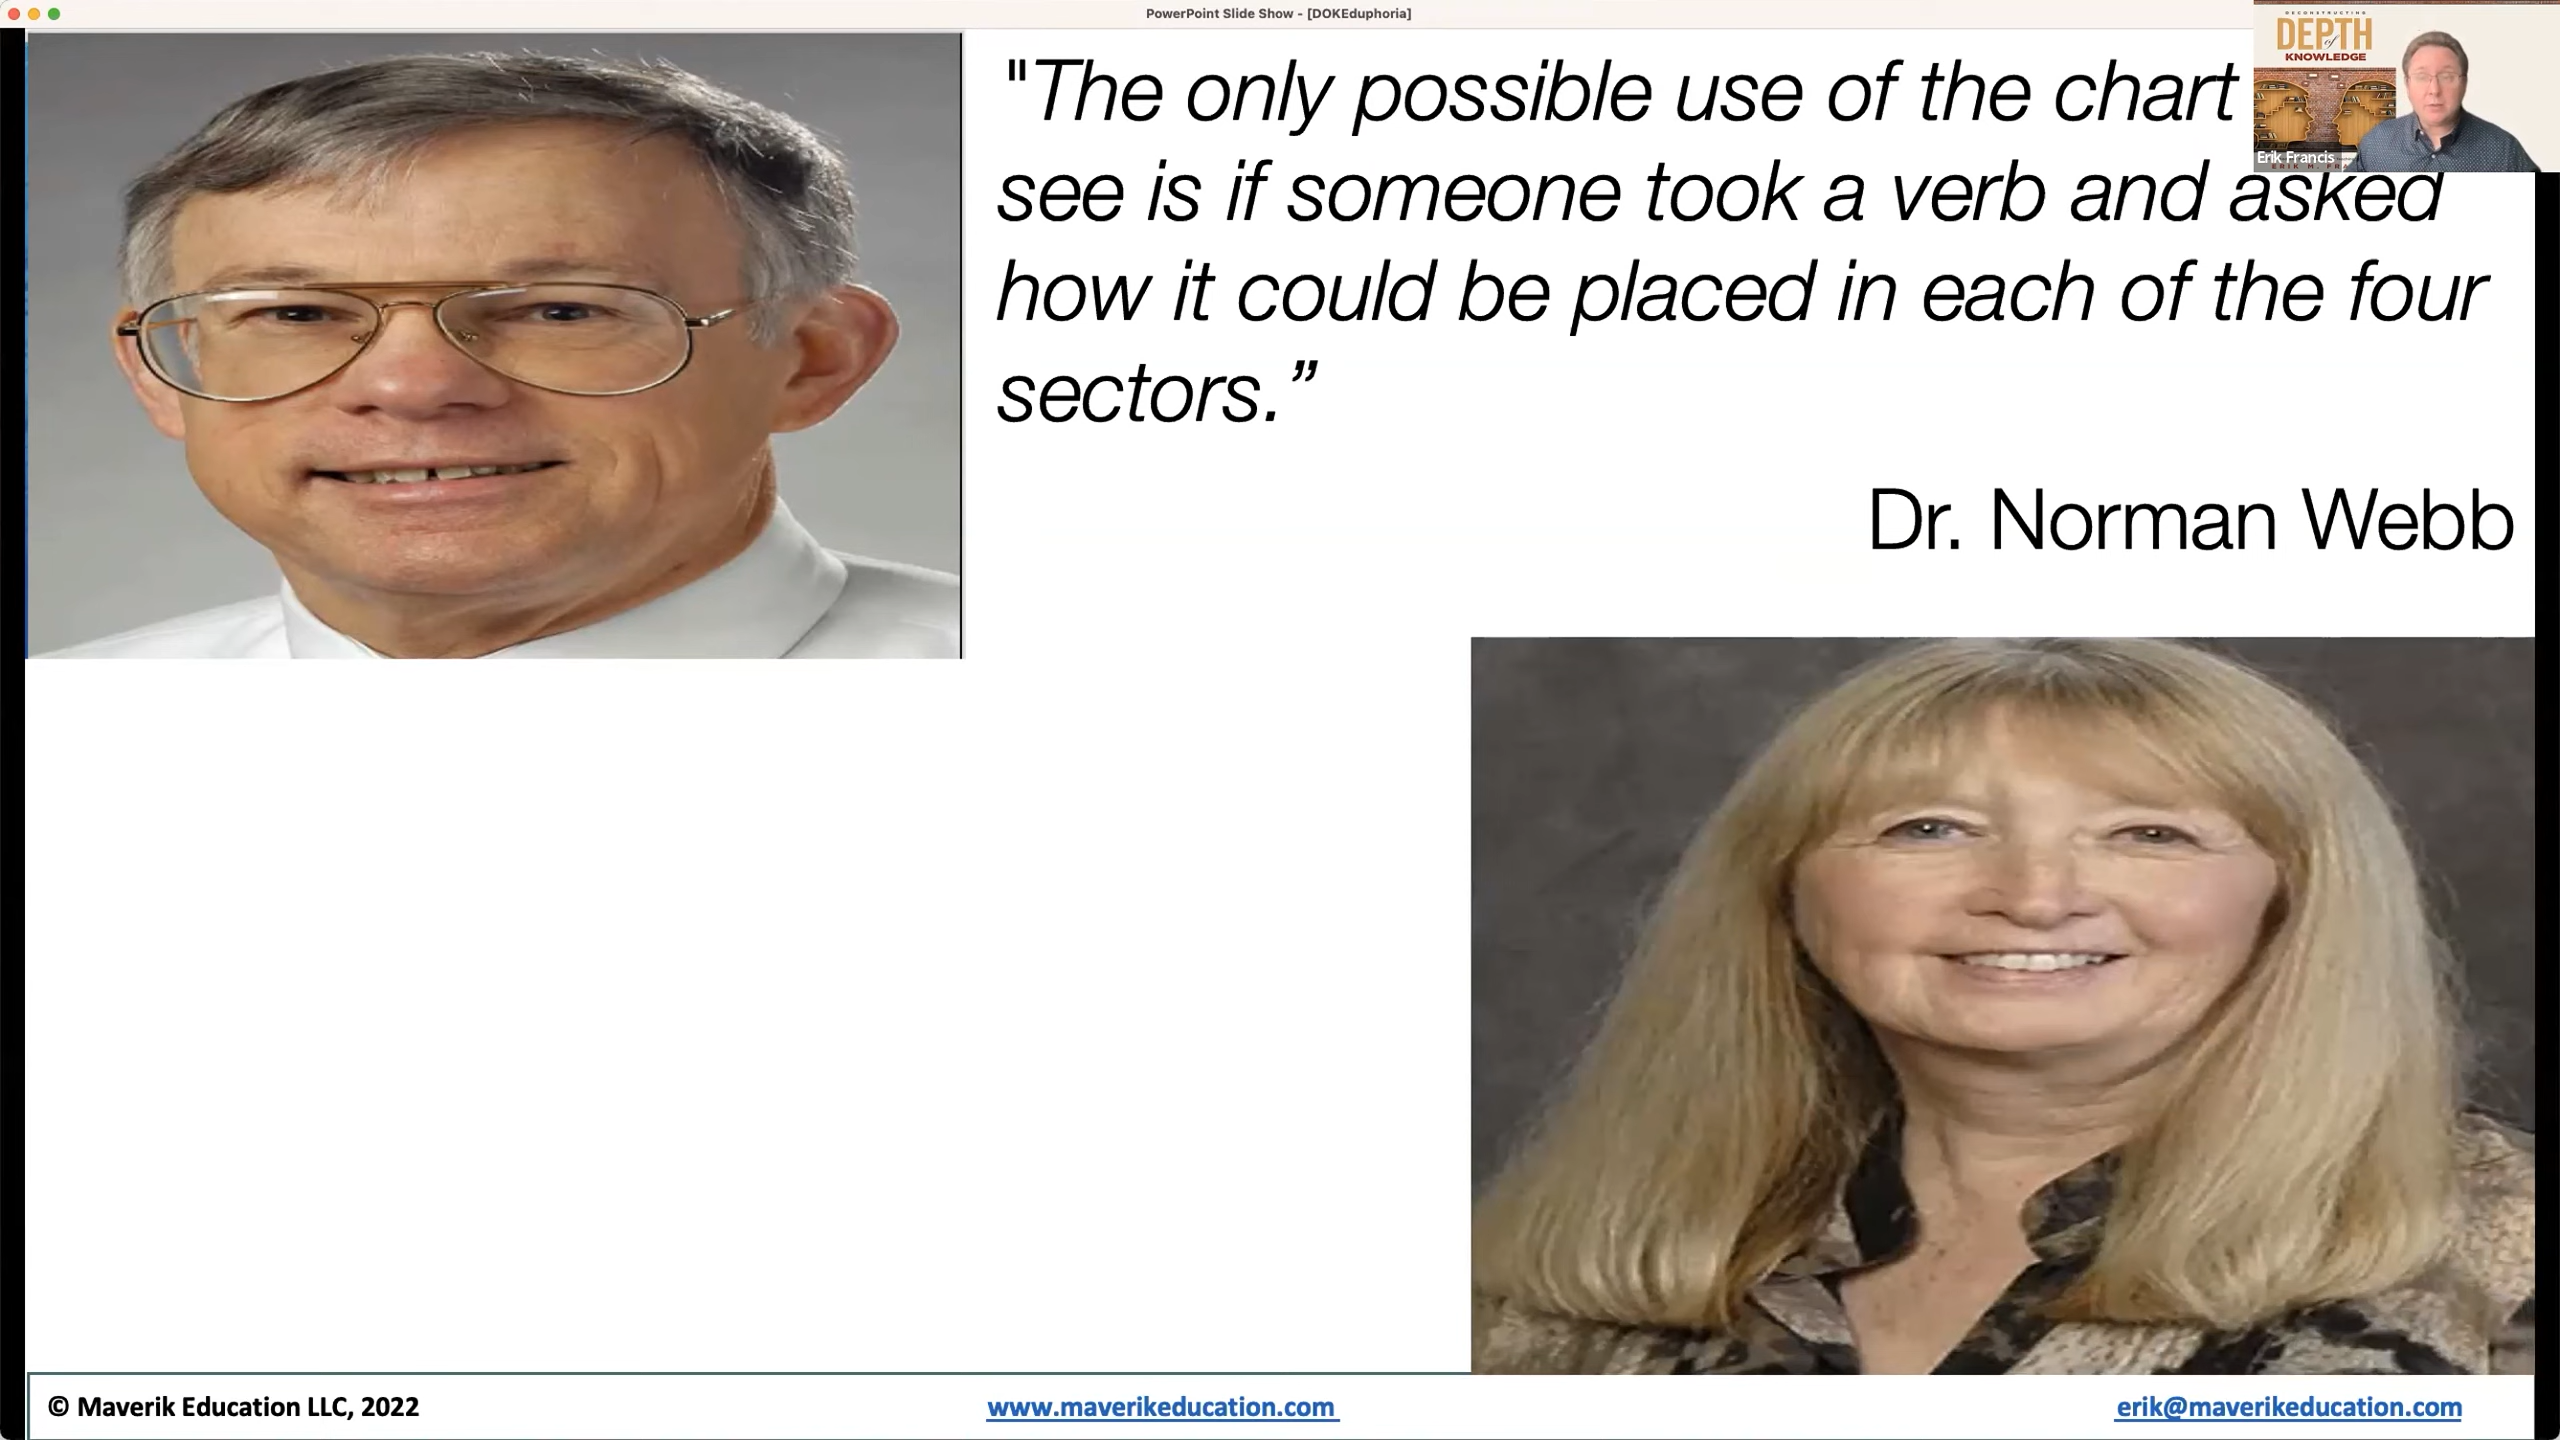 PowerPoint Slide Show - [DOKEduphoria]
DECONSTRUCTING
DEPTH
of
KNOWLEDGE
Erik Francis
"The only possible use of the chart
see is if someone took a verb and asked
how it could be placed in each of the four
sectors.”
Dr. Norman Webb
© Maverik Education LLC, 2022
www.maverikeducation.com
erik@maverikeducation.com